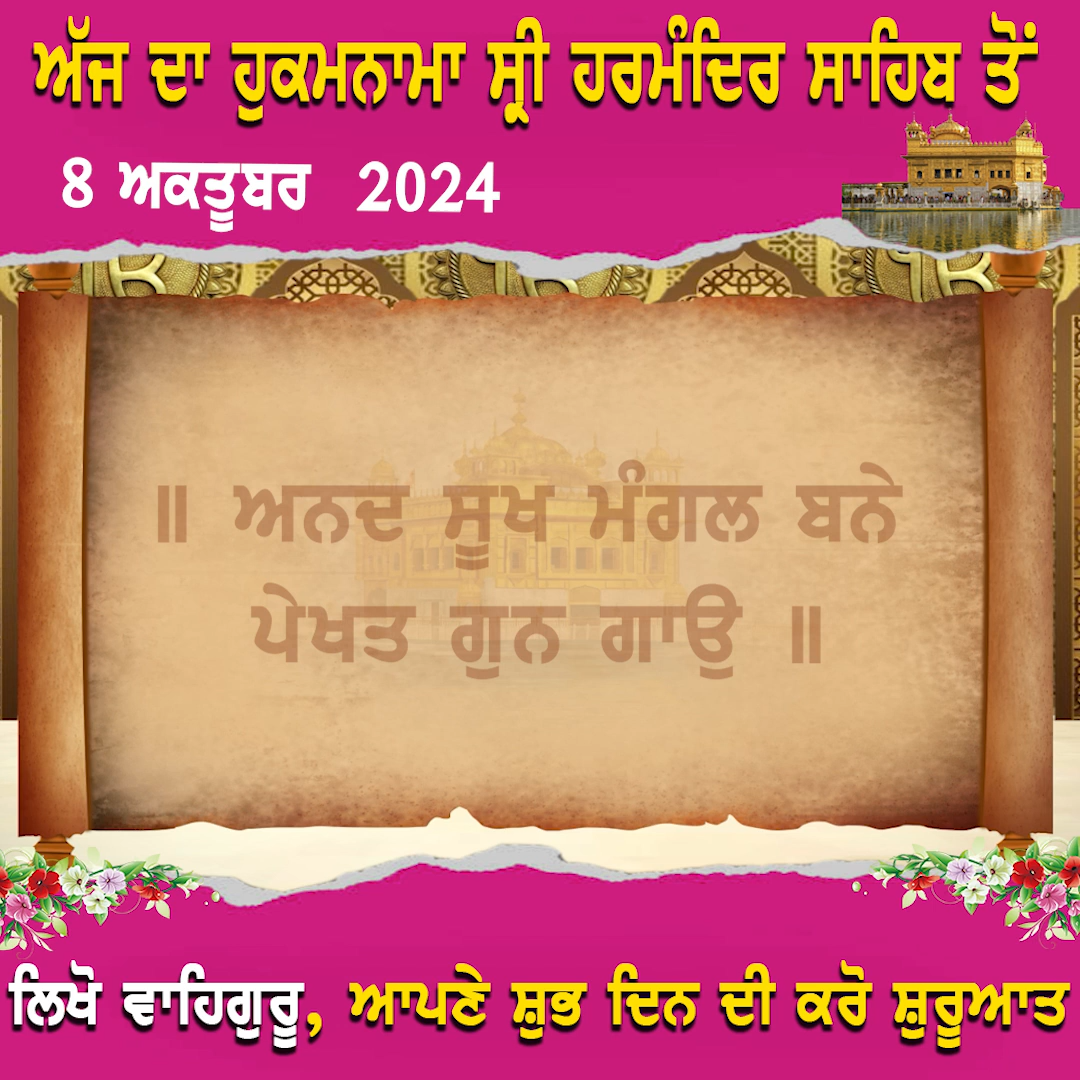 ਅੱਜ ਦਾ ਹੁਕਮਨਾਮਾ ਸ੍ਰੀ ਹਰਮੰਦਿਰ ਸਾਹਿਬ ਤੋਂ
8 ਅਕਤੂਬਰ 2024
॥ ਅਨਦ ਸੂਖ ਮੰਗਲ ਬਨੇ
ਪੇਖਤ ਗੁਨ ਗਾਉ ॥
ਲਿਖੋ ਵਾਹਿਗੁਰੂ, ਆਪਣੇ ਸ਼ੁਭ ਦਿਨ ਦੀ ਕਰੋ ਸ਼ੁਰੂਆਤ